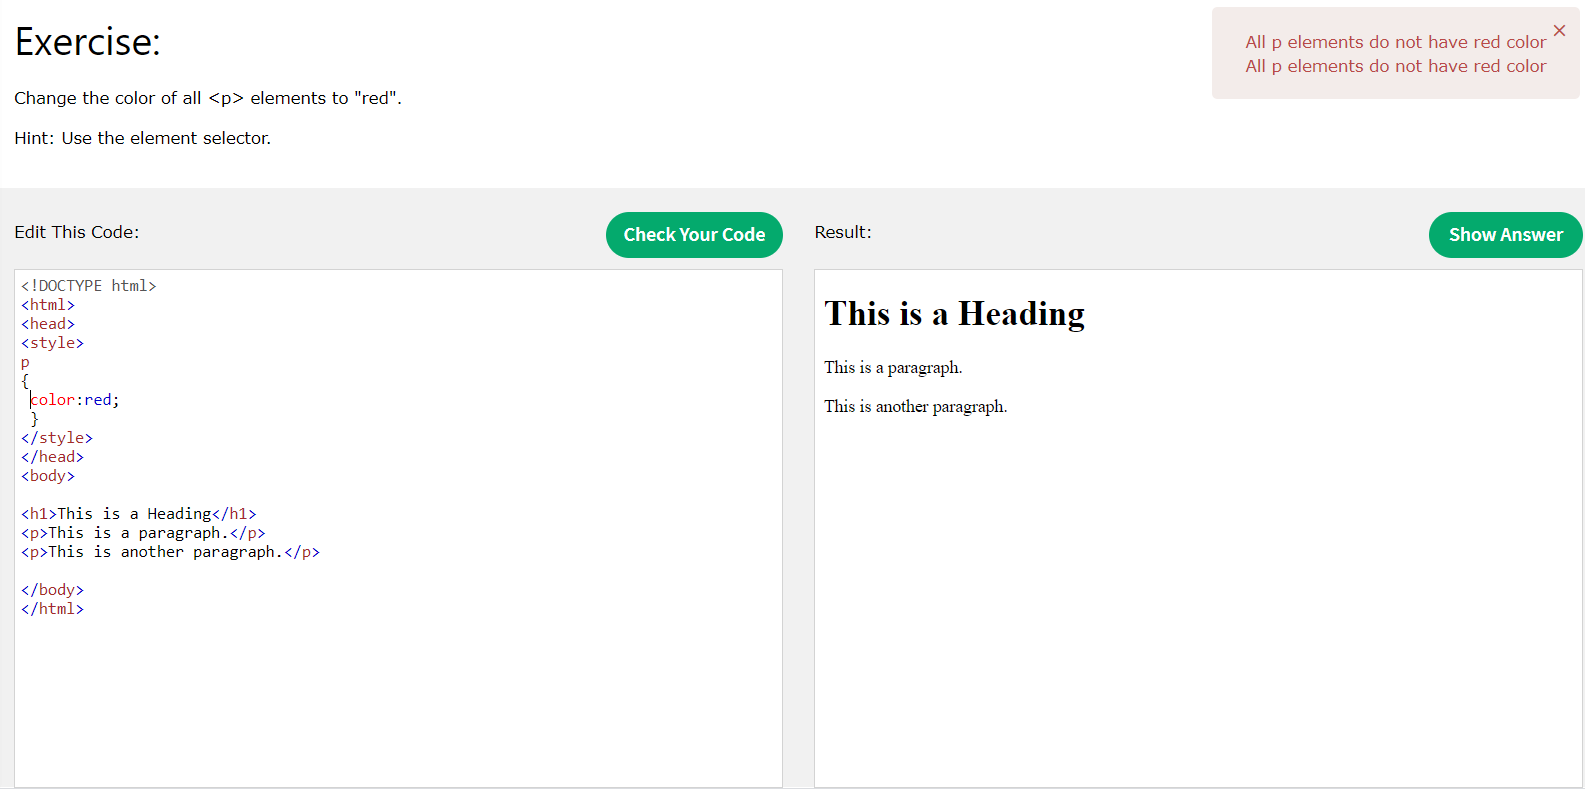 Exercise:
All p elements do not have red color ×
All p elements do not have red color
Change the color of all <p> elements to "red".
Hint: Use the element selector.
Edit This Code:
Check Your Code
Result:
Show Answer
<!DOCTYPE html>
<html>
<head>
<style>
p
{
 color:red;
 }
</style>
</head>
<body>
<h1>This is a Heading</h1>
<p>This is a paragraph.</p>
<p>This is another paragraph.</p>
</body>
</html>
This is a Heading
This is a paragraph.
This is another paragraph.